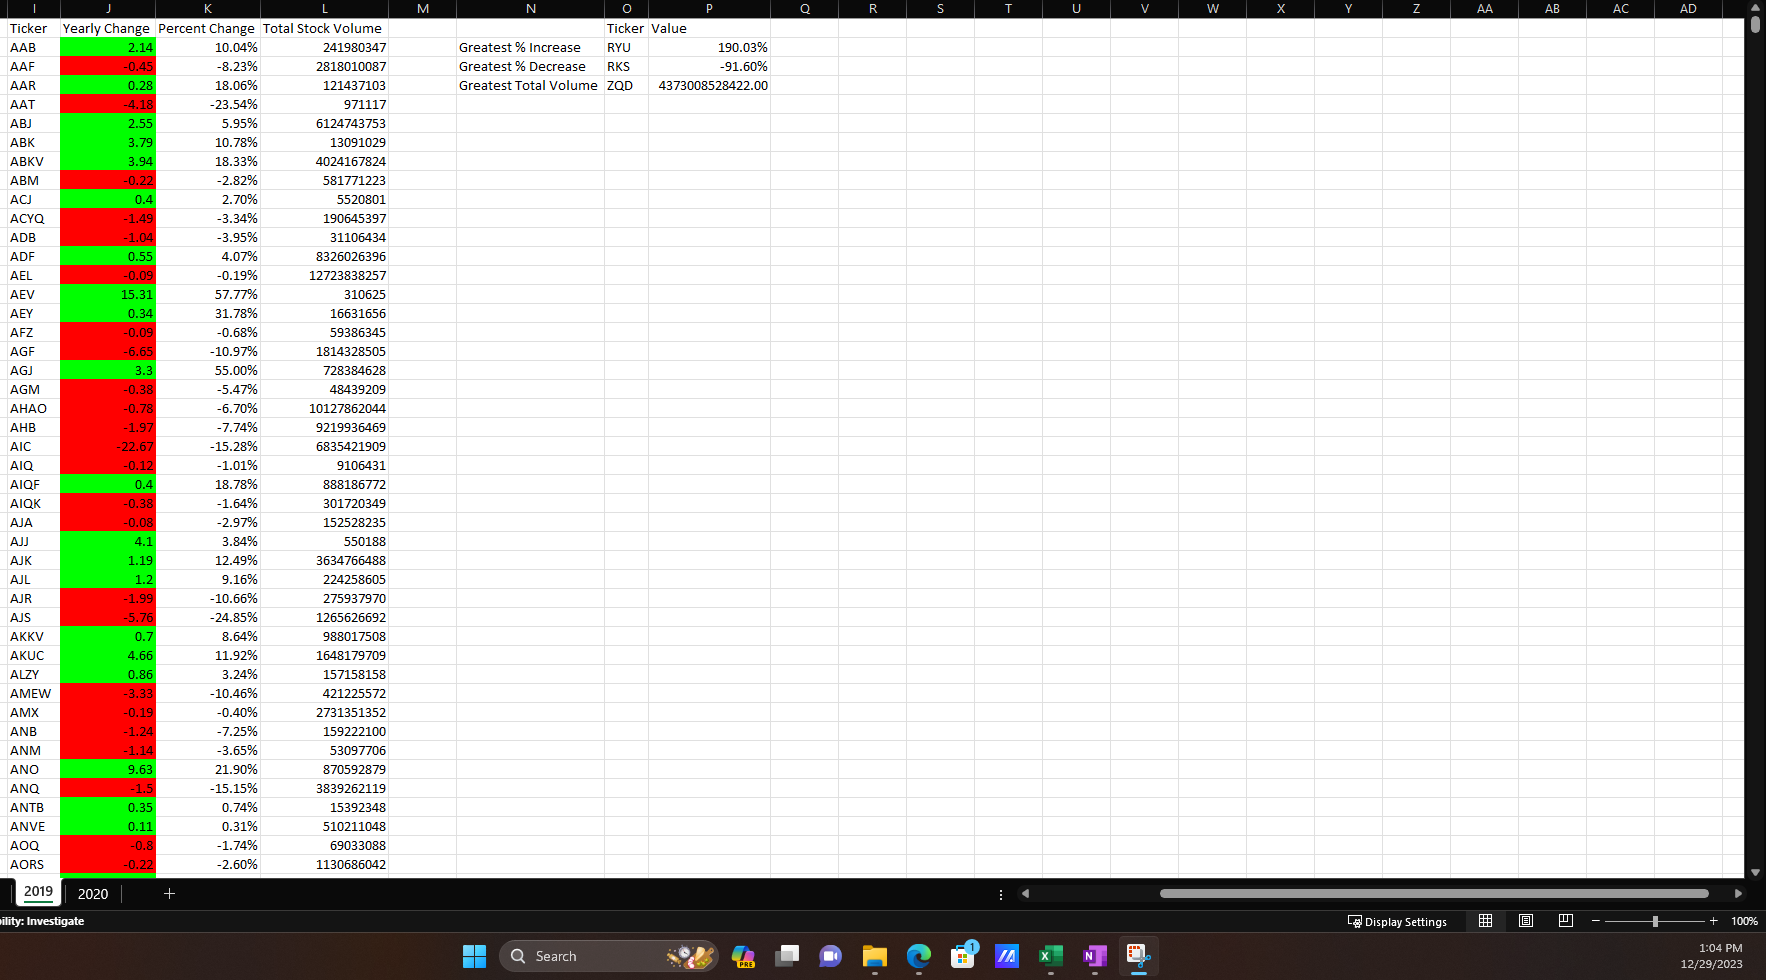 I J K L M N O P Q R S T U V W X Y Z AA AB AC AD
Ticker Yearly Change Percent Change Total Stock Volume Ticker Value
AAB 2.14 10.04% 241980347 Greatest % Increase RYU 190.03%
AAF -0.45 -8.23% 2818010087 Greatest % Decrease RKS -91.60%
AAR 0.28 18.06% 121437103 Greatest Total Volume ZQD 4373008528422.00
AAT -4.18 -23.54% 971117
ABJ 2.55 5.95% 6124743753
ABK 3.79 10.78% 13091029
ABKV 3.94 18.33% 4024167824
ABM -0.22 -2.82% 581771223
ACJ 0.4 2.70% 5520801
ACYQ -1.49 -3.34% 190645397
ADB -1.04 -3.95% 31106434
ADF 0.55 4.07% 8326026396
AEL -0.09 -0.19% 12723838257
AEV 15.31 57.77% 310625
AEY 0.34 31.78% 16631656
AFZ -0.09 -0.68% 59386345
AGF -6.65 -10.97% 1814328505
AGJ 3.3 55.00% 728384628
AGM -0.38 -5.47% 48439209
AHAO -0.78 -6.70% 10127862044
AHB -1.97 -7.74% 9219936469
AIC -22.67 -15.28% 6835421909
AIQ -0.12 -1.01% 9106431
AIQF 0.4 18.78% 888186772
AIQK -0.38 -1.64% 301720349
AJA -0.08 -2.97% 152528235
AJJ 4.1 3.84% 550188
AJK 1.19 12.49% 3634766488
AJL 1.2 9.16% 224258605
AJR -1.99 -10.66% 275937970
AJS -5.76 -24.85% 1265626692
AKKV 0.7 8.64% 988017508
AKUC 4.66 11.92% 1648179709
ALZY 0.86 3.24% 157158158
AMEW -3.33 -10.46% 421225572
AMX -0.19 -0.40% 2731351352
ANB -1.24 -7.25% 159222100
ANM -1.14 -3.65% 53097706
ANO 9.63 21.90% 870592879
ANQ -1.5 -15.15% 3839262119
ANTB 0.35 0.74% 15392348
ANVE 0.11 0.31% 510211048
AOQ -0.8 -1.74% 69033088
AORS -0.22 -2.60% 1130686042
2019 2020 +
ility: Investigate Display Settings − + 100%
Search PRE 1 X N 1:04 PM
12/29/2023